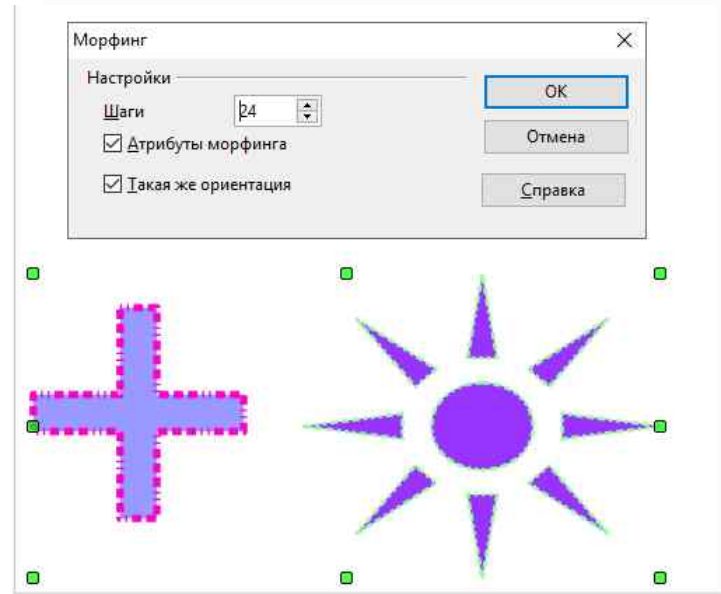 Морфинг
Настройки
Шаги 24
Атрибуты морфинга
Такая же ориентация
OK
Отмена
Справка